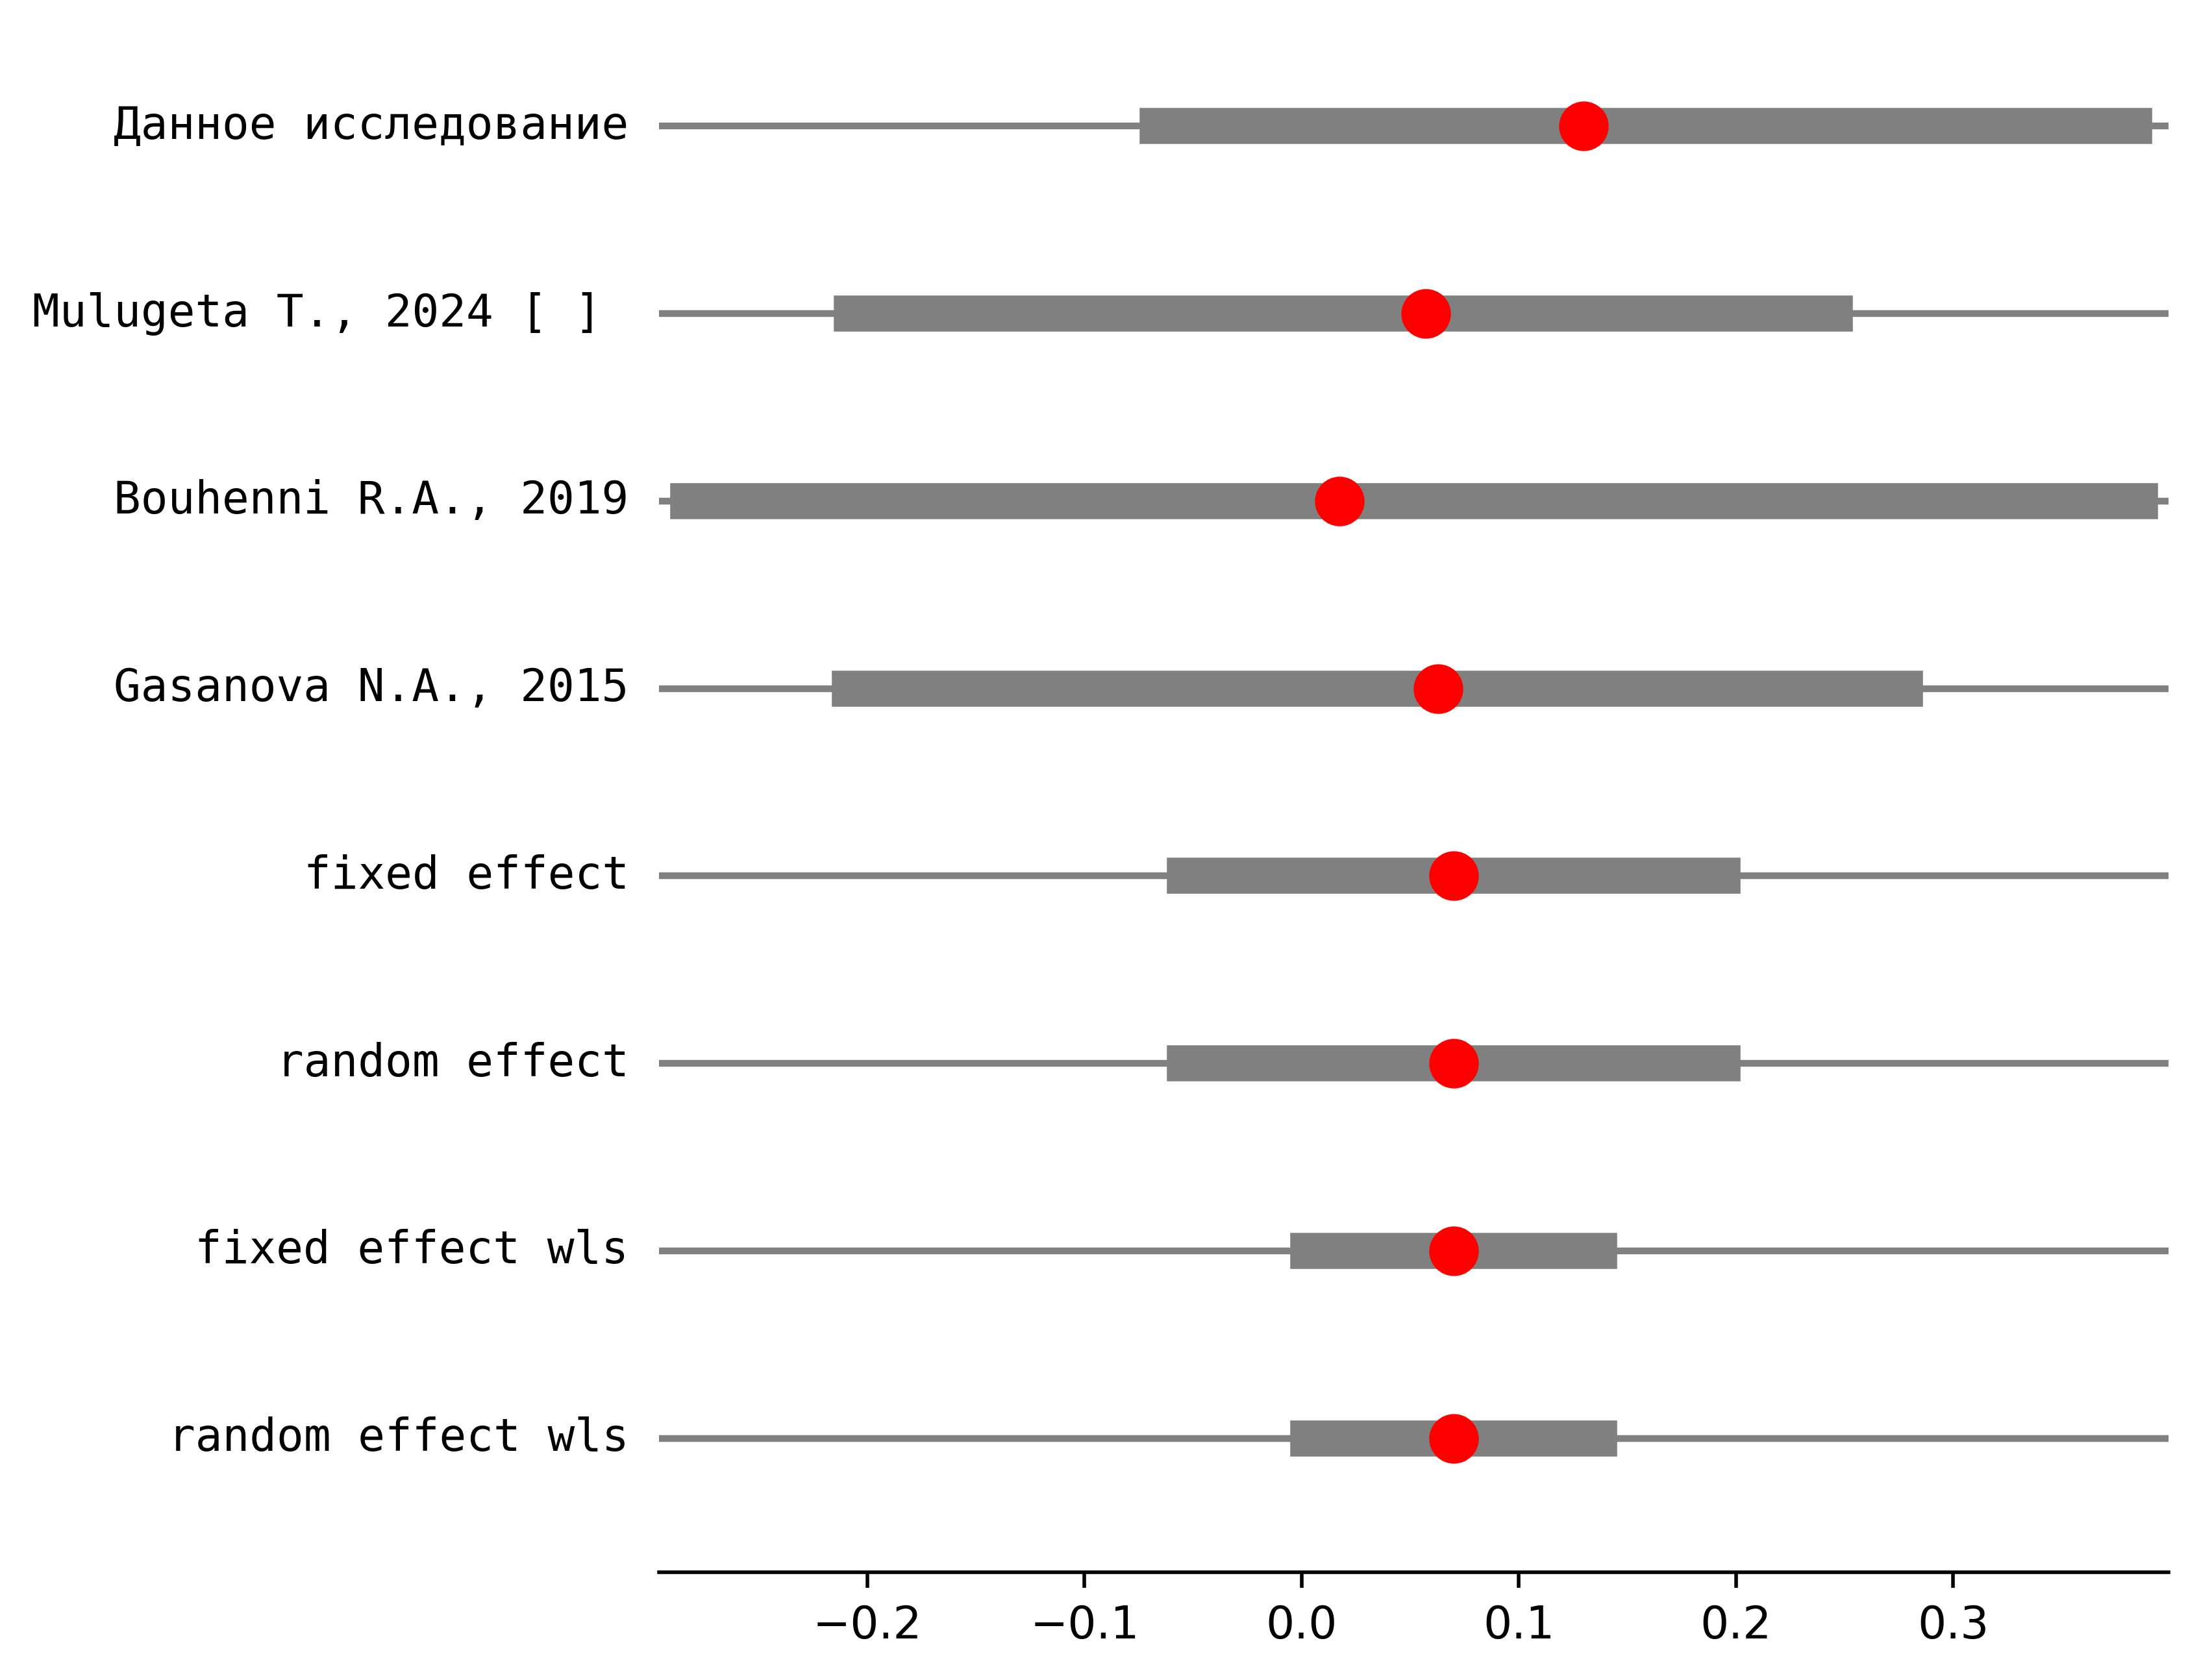 Данное исследование
Mulugeta T., 2024 [ ]
Bouhenni R.A., 2019
Gasanova N.A., 2015
fixed effect
random effect
fixed effect wls
random effect wls
−0.2 −0.1 0.0 0.1 0.2 0.3